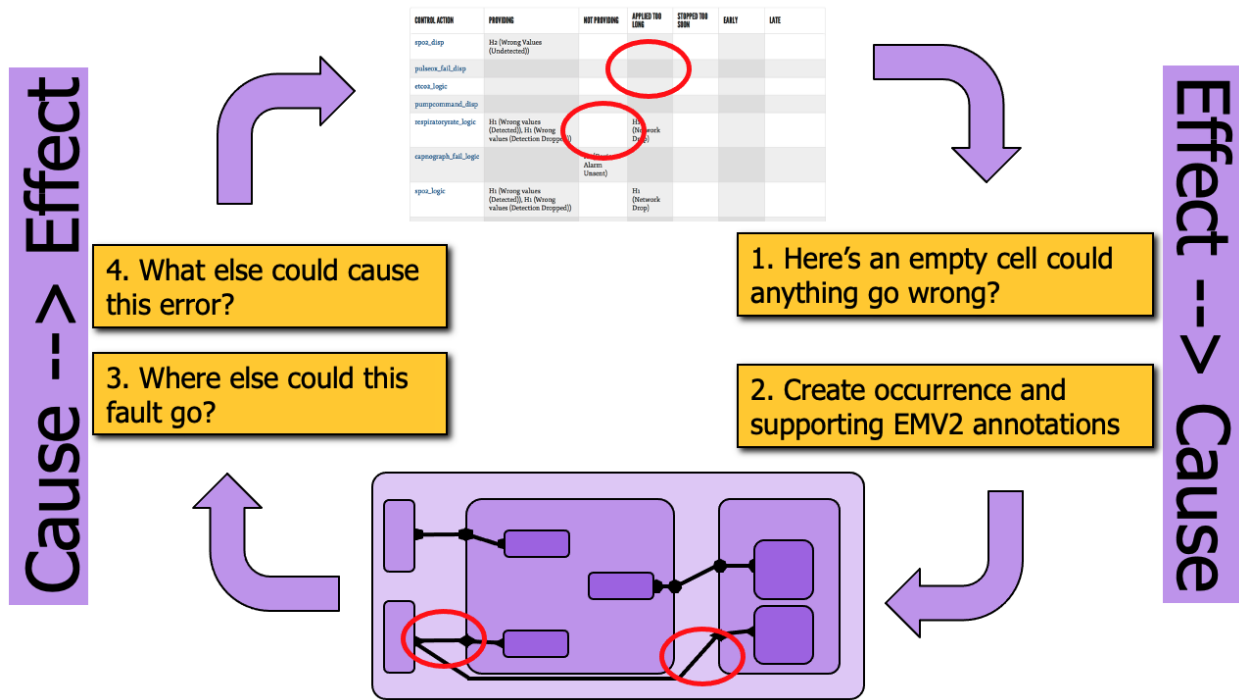 CONTROL ACTION PROVIDING NOT PROVIDING APPLIED TOO LONG STOPPED TOO SOON EARLY LATE
spo2_disp H2 (Wrong Values
(Undetected))
pulseox_fail_disp
etco2_logic
pumpcommand_disp
respiratoryrate_logic H1 (Wrong values
(Detected)), H1 (Wrong
values (Detection Dropped)) (Network
Drop)
capnograph_fail_logic
Alarm
Unsent)
spo2_logic H1 (Wrong values
(Detected)), H1 (Wrong
values (Detection Dropped)) H1
(Network
Drop)
Cause --> Effect
Effect --> Cause
1. Here's an empty cell could
anything go wrong?
2. Create occurrence and
supporting EMV2 annotations
3. Where else could this
fault go?
4. What else could cause
this error?